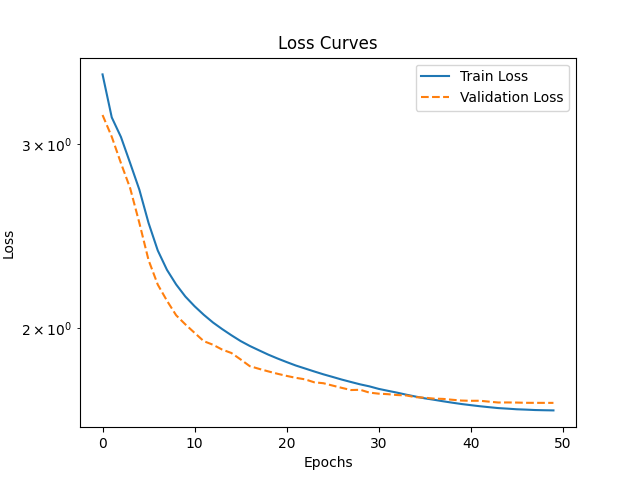 Loss Curves
Train Loss
Validation Loss
3 × 10⁰
2 × 10⁰
Loss
0 10 20 30 40 50
Epochs